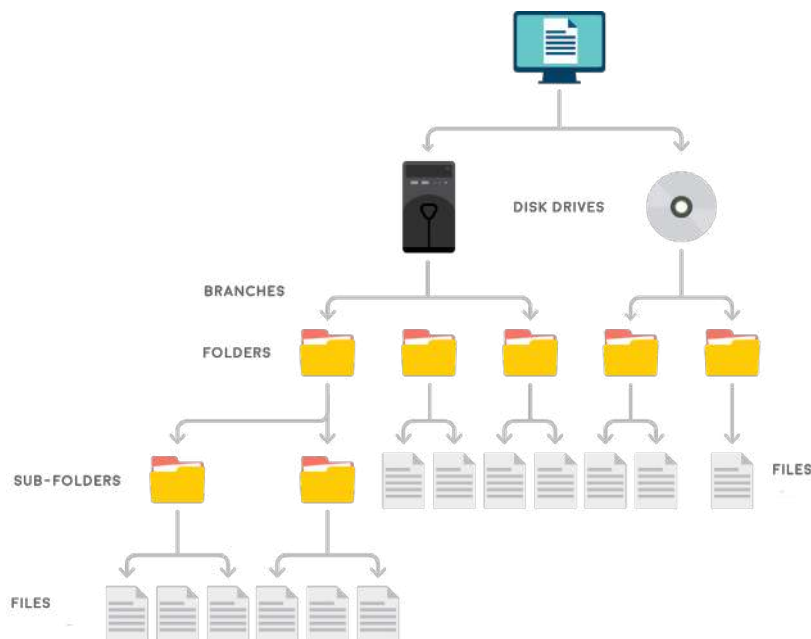 DISK DRIVES
BRANCHES
FOLDERS
SUB-FOLDERS
FILES
FILES